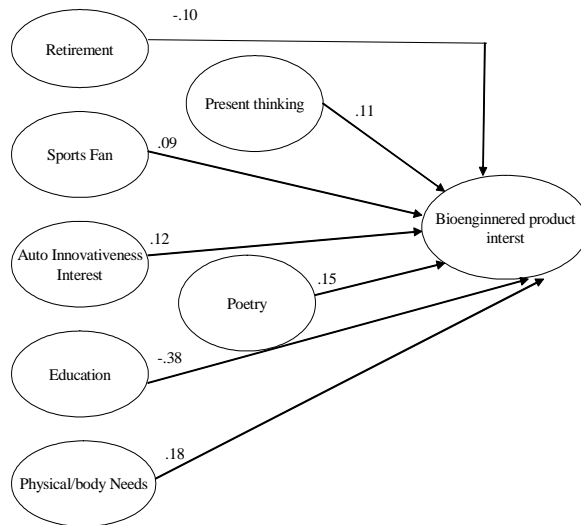 -.10
Retirement
Present thinking
.11
.09
Sports Fan
Bioenginnered product
interst
.12
Auto Innovativeness
Interest
.15
Poetry
-.38
Education
.18
Physical/body Needs